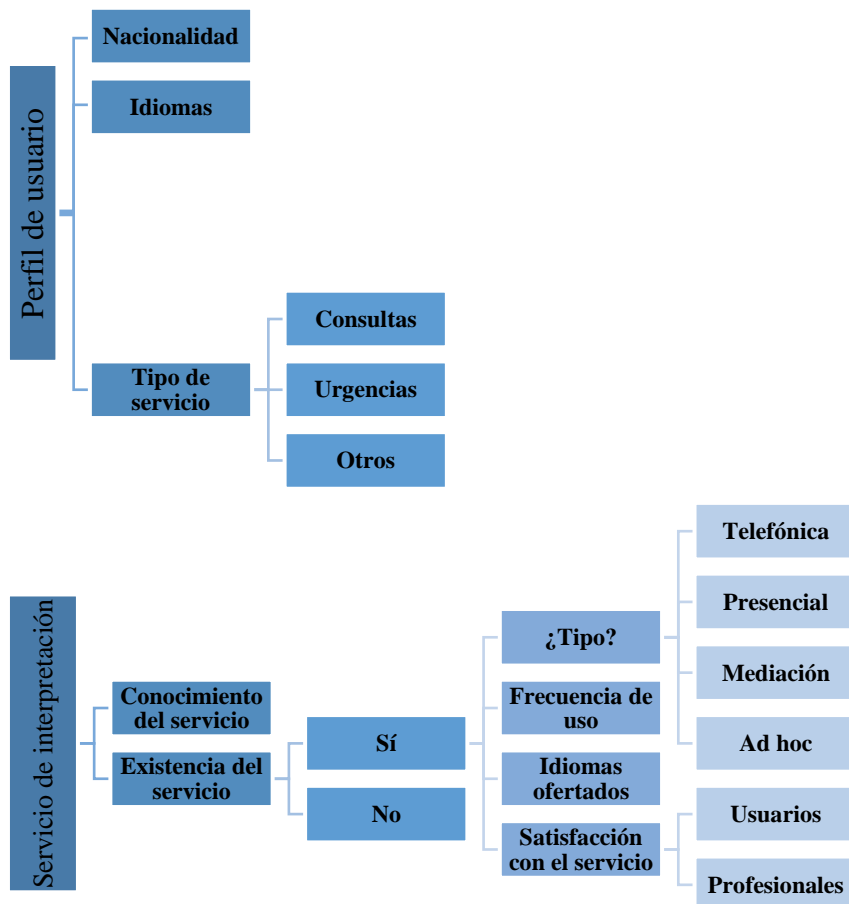 Perfil de usuario
Nacionalidad
Idiomas
Tipo de
servicio
Consultas
Urgencias
Otros
Servicio de interpretación
Conocimiento
del servicio
Existencia del
servicio
Sí
No
¿Tipo?
Frecuencia de
uso
Idiomas
ofertados
Satisfacción
con el servicio
Telefónica
Presencial
Mediación
Ad hoc
Usuarios
Profesionales